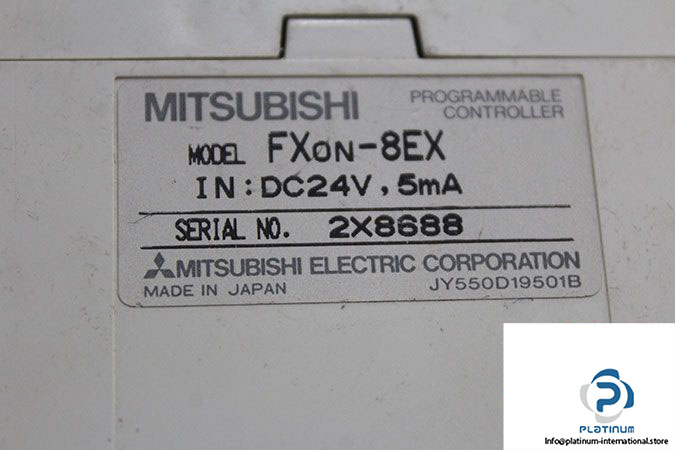 MITSUBISHI
PROGRAMMABLE
CONTROLLER
MODEL FX0N-8EX
IN : DC24V , 5mA
SERIAL NO. 2X8688
MITSUBISHI ELECTRIC CORPORATION
MADE IN JAPAN JY550D19501B
PLATINUM
Info@platinum-international.store